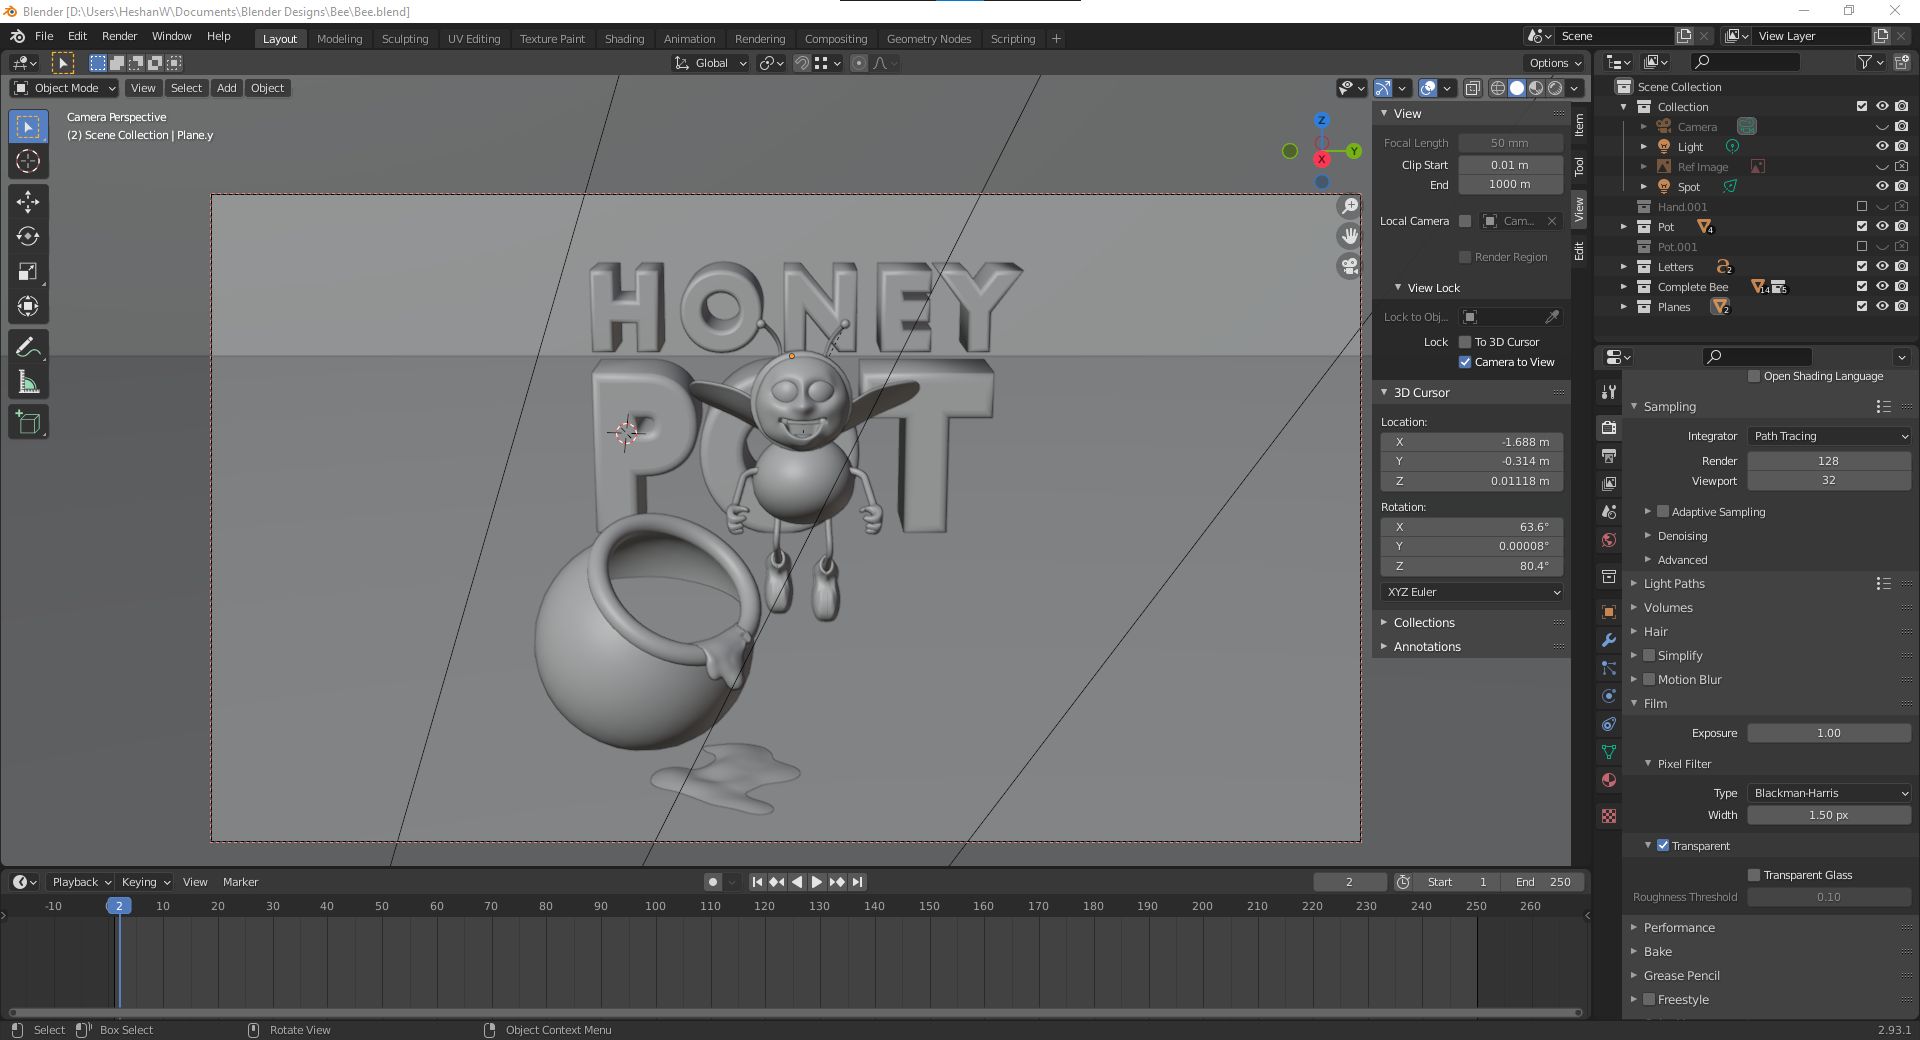 Blender [D:\Users\HeshanW\Documents\Blender Designs\Bee\Bee.blend]
File Edit Render Window Help
Layout Modeling Sculpting UV Editing Texture Paint Shading Animation Rendering Compositing Geometry Nodes Scripting +
Scene View Layer
Global Options
Object Mode View Select Add Object
Camera Perspective
(2) Scene Collection | Plane.y
Z
Y
X
HONEY
POT
View
Focal Length 50 mm
Clip Start 0.01 m
End 1000 m
Local Camera Cam...
Render Region
View Lock
Lock to Obj...
Lock To 3D Cursor
Camera to View
3D Cursor
Location:
X -1.688 m
Y -0.314 m
Z 0.01118 m
Rotation:
X 63.6°
Y 0.00008°
Z 80.4°
XYZ Euler
Collections
Annotations
Item
Tool
View
Edit
Scene Collection
Collection
Camera
Light
Ref Image
Spot
Hand.001
Pot 4
Pot.001
Letters 2
Complete Bee 14 5
Planes 2
Open Shading Language
Sampling
Integrator Path Tracing
Render 128
Viewport 32
Adaptive Sampling
Denoising
Advanced
Light Paths
Volumes
Hair
Simplify
Motion Blur
Film
Exposure 1.00
Pixel Filter
Type Blackman-Harris
Width 1.50 px
Transparent
Transparent Glass
Roughness Threshold 0.10
Performance
Bake
Grease Pencil
Freestyle
Playback Keying View Marker
2 Start 1 End 250
-10 2 10 20 30 40 50 60 70 80 90 100 110 120 130 140 150 160 170 180 190 200 210 220 230 240 250 260
Select Box Select Rotate View Object Context Menu
2.93.1